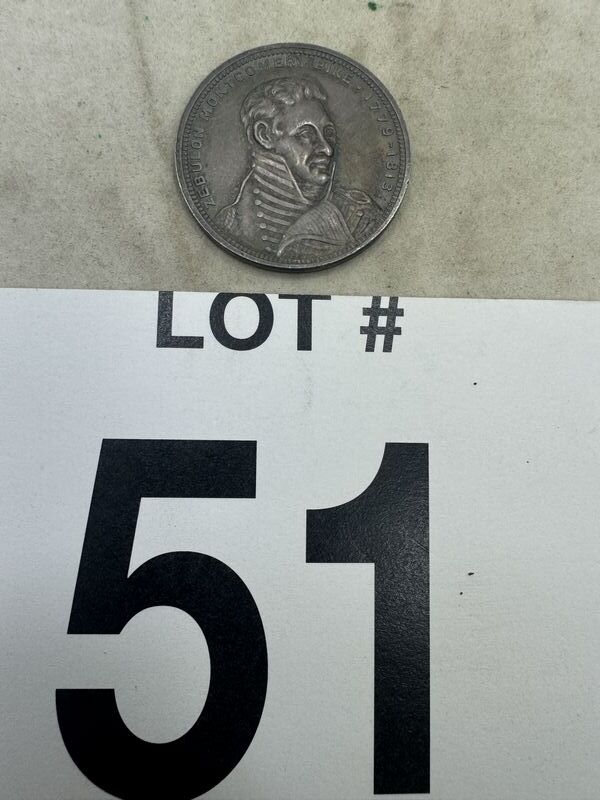 ZEBULON MONTGOMERY PIKE · 1779-1813 ·
LOT #
51